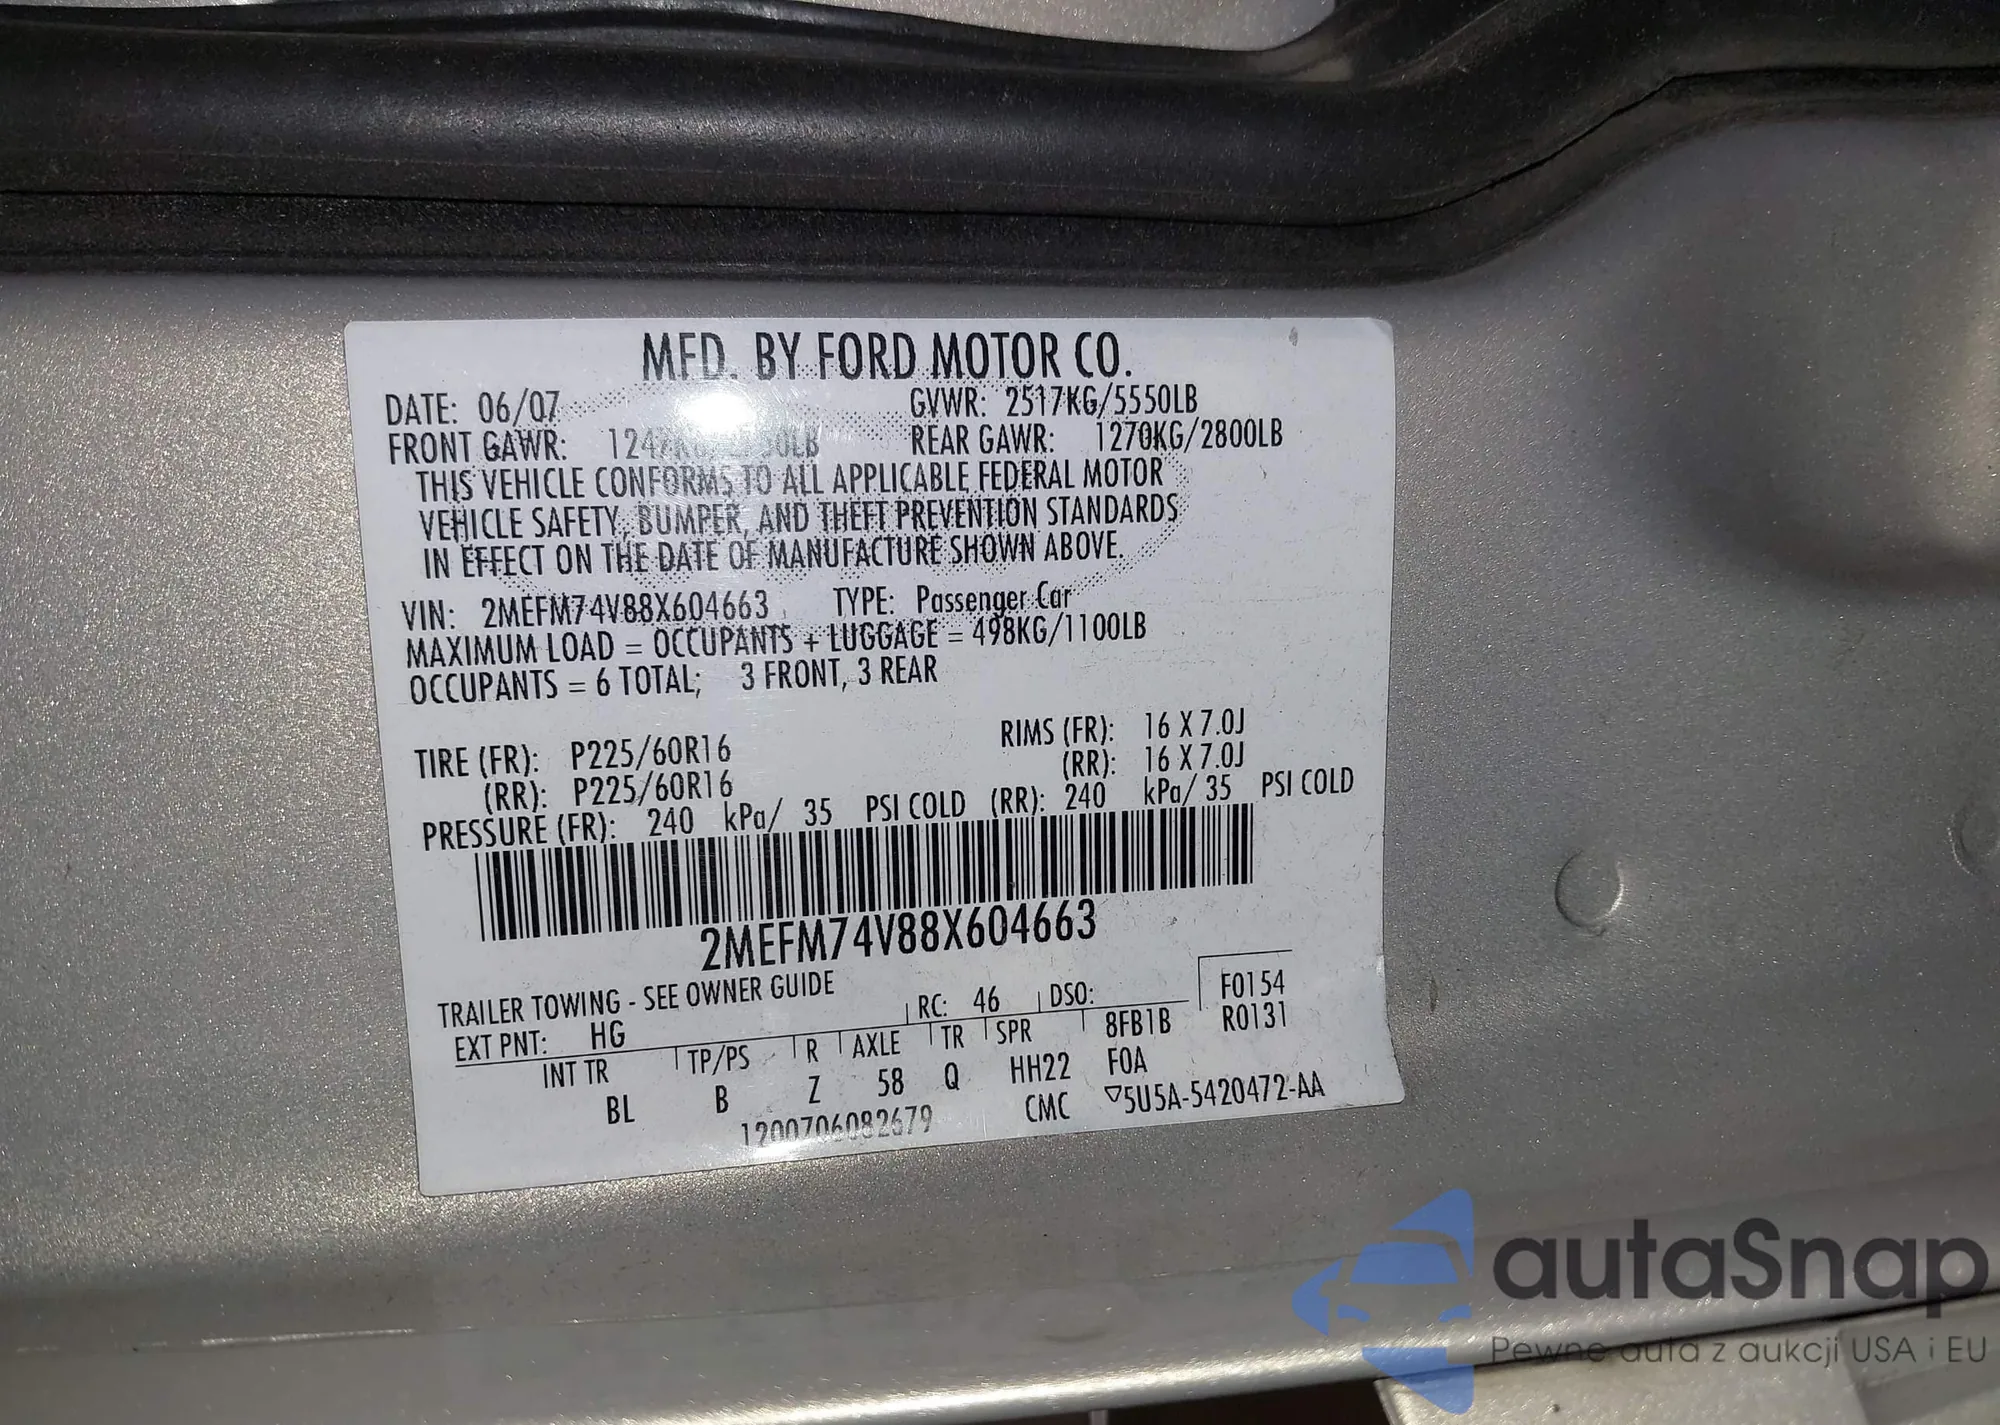 MFD. BY FORD MOTOR CO.
DATE: 06/07 GVWR: 2517KG/5550LB
FRONT GAWR: REAR GAWR: 1270KG/2800LB
THIS VEHICLE CONFORMS TO ALL APPLICABLE FEDERAL MOTOR
VEHICLE SAFETY, BUMPER, AND THEFT PREVENTION STANDARDS
IN EFFECT ON THE DATE OF MANUFACTURE SHOWN ABOVE.
VIN: 2MEFM74V88X604663 TYPE: Passenger Car
MAXIMUM LOAD = OCCUPANTS + LUGGAGE = 498KG/1100LB
OCCUPANTS = 6 TOTAL; 3 FRONT, 3 REAR
TIRE (FR): P225/60R16 RIMS (FR): 16 X 7.0J
(RR): P225/60R16 (RR): 16 X 7.0J
PRESSURE (FR): 240 kPa/ 35 PSI COLD (RR): 240 kPa/ 35 PSI COLD
2MEFM74V88X604663
TRAILER TOWING - SEE OWNER GUIDE
EXT PNT: HG RC: 46 DSO: F0154
INT TR TP/PS R AXLE TR SPR 8FB1B R0131
BL B Z 58 Q HH22 FOA
1200706082679 CMC ▽5U5A-5420472-AA
autaSnap
Pewne auta z aukcji USA i EU